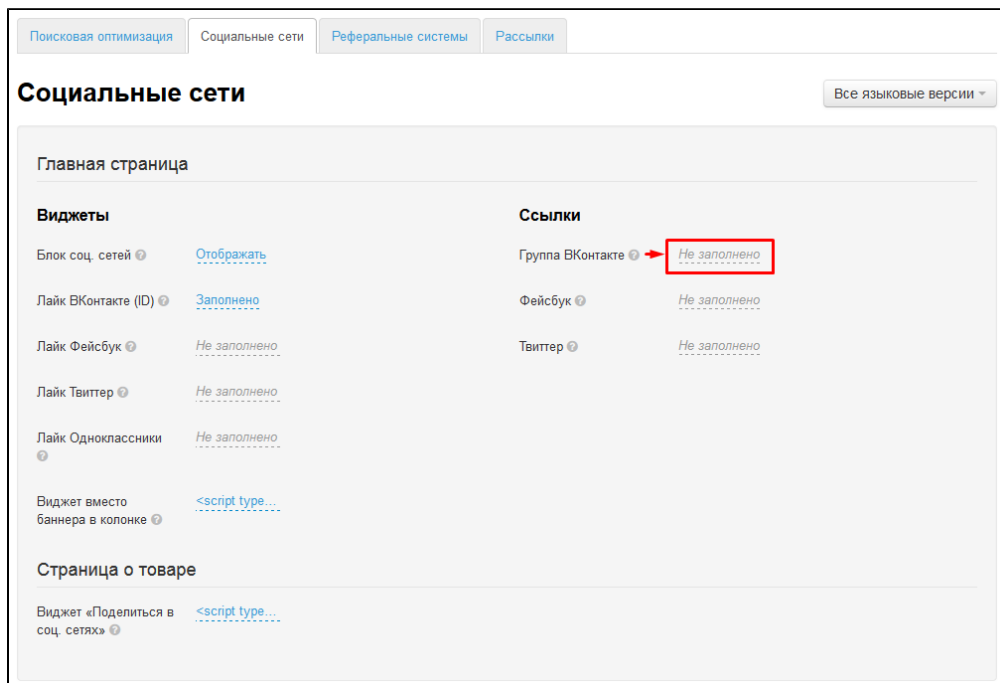 Поисковая оптимизация
Социальные сети
Реферальные системы
Рассылки
Социальные сети
Все языковые версии
Главная страница
Виджеты
Блок соц. сетей
Отображать
Лайк ВКонтакте (ID)
Заполнено
Лайк Фейсбук
Не заполнено
Лайк Твиттер
Не заполнено
Лайк Одноклассники
Не заполнено
Виджет вместо
баннера в колонке
<script type...
Ссылки
Группа ВКонтакте
Не заполнено
Фейсбук
Не заполнено
Твиттер
Не заполнено
Страница о товаре
Виджет «Поделиться в
соц. сетях»
<script type...